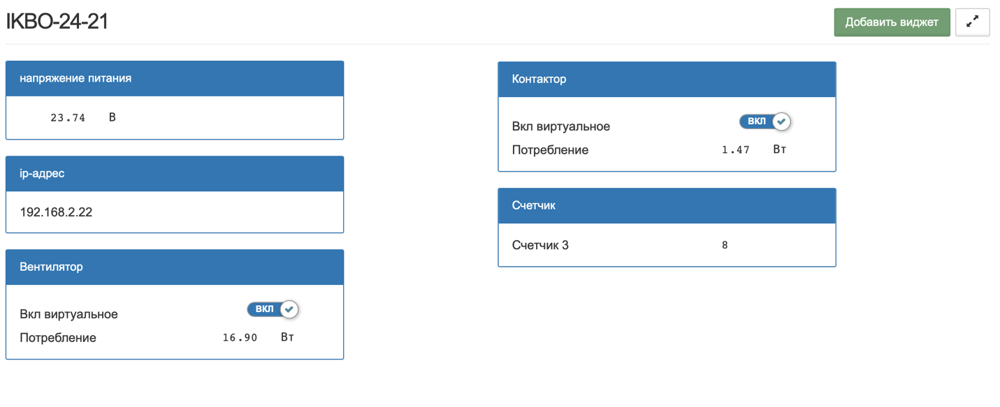 IKBO-24-21
Добавить виджет
напряжение питания
23.74 В
ip-адрес
192.168.2.22
Вентилятор
Вкл виртуальное ВКЛ
Потребление 16.90 Вт
Контактор
Вкл виртуальное ВКЛ
Потребление 1.47 Вт
Счетчик
Счетчик 3 8